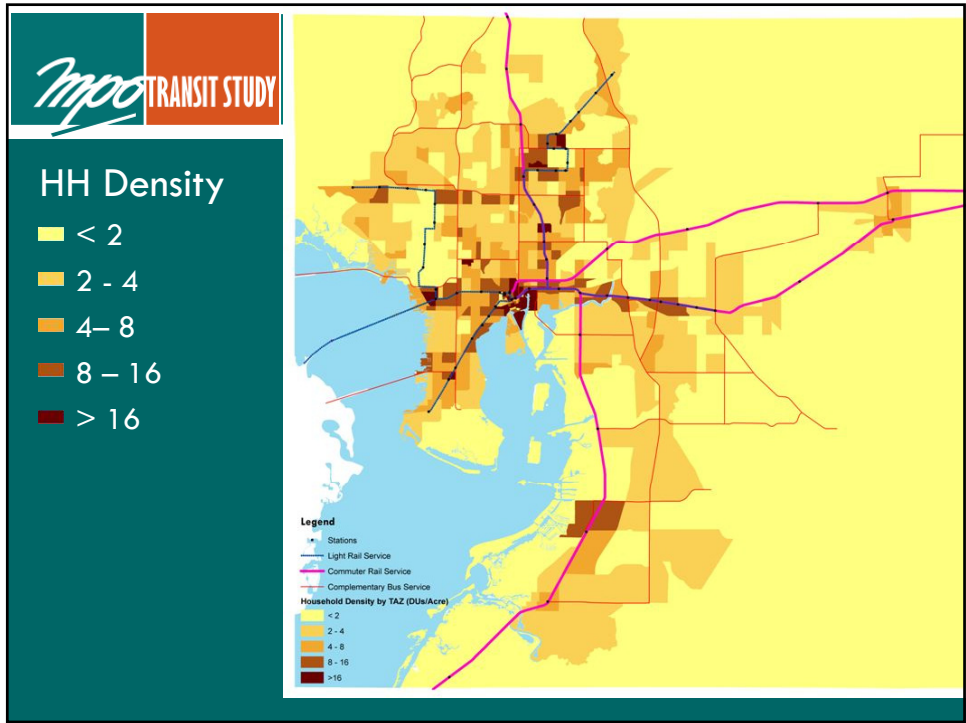 mpo TRANSIT STUDY
HH Density
< 2
2 - 4
4– 8
8 – 16
> 16
Legend
Stations
Light Rail Service
Commuter Rail Service
Complementary Bus Service
Household Density by TAZ (DUs/Acre)
< 2
2 - 4
4 - 8
8 - 16
>16